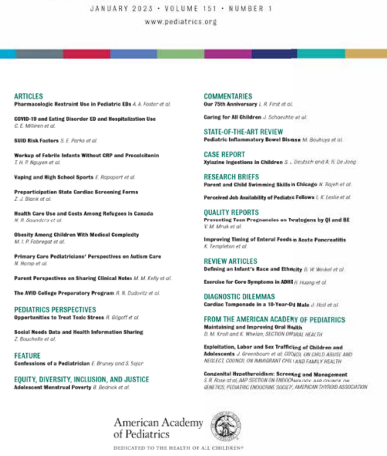 JANUARY 2023 • VOLUME 151 • NUMBER 1
www.pediatrics.org
ARTICLES
Pharmacologic Restraint Use in Pediatric EDs A. A. Foster et al.
COVID-19 and Eating Disorder ED and Hospitalization Use
C. E. Milliren et al.
SUID Risk Factors S. E. Parks et al.
Workup of Febrile Infants Without CRP and Procalcitonin
T. H. P. Nguyen et al.
Vaping and High School Sports E. Rapoport et al.
Preparticipation State Cardiac Screening Forms
Z. J. Blank et al.
Health Care Use and Costs Among Refugees in Canada
N. R. Saunders et al.
Obesity Among Children With Medical Complexity
M. I. P. Fabregat et al.
Primary Care Pediatricians' Perspectives on Autism Care
N. Hemp et al.
Parent Perspectives on Sharing Clinical Notes M. M. Kelly et al.
The AVID College Preparatory Program R. N. Dudovitz et al.
PEDIATRICS PERSPECTIVES
Opportunities to Treat Toxic Stress R. Gilgoff et al.
Social Needs Data and Health Information Sharing
Z. Bouchelle et al.
FEATURE
Confessions of a Pediatrician E. Bruney and S.
EQUITY, DIVERSITY, INCLUSION, AND JUSTICE
Adolescent Menstrual Poverty B. Bedrick et al.
COMMENTARIES
Our 75th Anniversary L. R. First et al.
Caring for All Children J. Schaechter et al.
STATE-OF-THE-ART REVIEW
Pediatric Inflammatory Bowel Disease M. Bouhuys et al.
CASE REPORT
Xylazine Ingestions in Children S. L. Deutsch and A. R. De Jong
RESEARCH BRIEFS
Parent and Child Swimming Skills in Chicago N. Bajaj et al.
Perceived Job Availability of Pediatric Fellows L. K. Leslie et al.
QUALITY REPORTS
Preventing Teen Pregnancies on Teratogens by QI and BE
V. M. Mruk et al.
Improving Timing of Enteral Feeds in Acute Pancreatitis
K. Templeton et al.
REVIEW ARTICLES
Defining an Infant's Race and Ethnicity D. W. Weikel et al.
Exercise for Core Symptoms in ADHD H. Huang et al.
DIAGNOSTIC DILEMMAS
Cardiac Tamponade in a 10-Year-Old Male J. Holt et al.
FROM THE AMERICAN ACADEMY OF PEDIATRICS
Maintaining and Improving Oral Health
D. M. Krol and K. Whelan, SECTION ON ORAL HEALTH
Exploitation, Labor and Sex Trafficking of Children and
Adolescents J. Greenbaum et al; COUNCIL ON CHILD ABUSE AND
NEGLECT; COUNCIL ON IMMIGRANT CHILD AND FAMILY HEALTH
Congenital Hypothyroidism: Screening and Management
S. R. Rose et al; AAP SECTION ON ENDOCRINOLOGY AND COUNCIL ON
GENETICS; PEDIATRIC ENDOCRINE SOCIETY; AMERICAN THYROID ASSOCIATION
American Academy
of Pediatrics
DEDICATED TO THE HEALTH OF ALL CHILDREN®